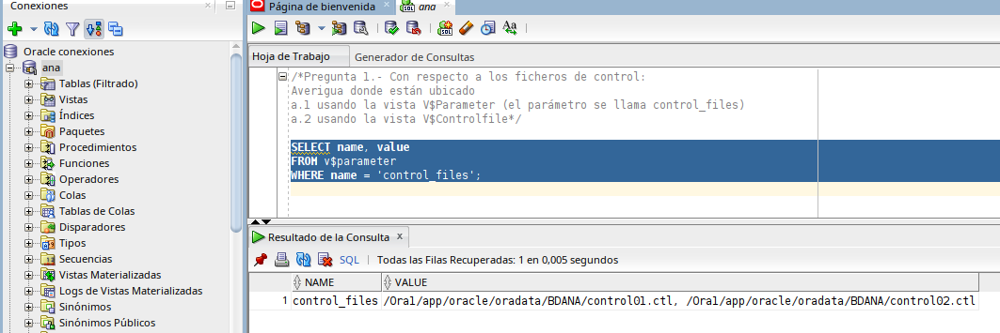 Conexiones
Oracle conexiones
ana
Tablas (Filtrado)
Vistas
Índices
Paquetes
Procedimientos
Funciones
Operadores
Colas
Tablas de Colas
Disparadores
Tipos
Secuencias
Vistas Materializadas
Logs de Vistas Materializadas
Sinónimos
Sinónimos Públicos
Página de bienvenida
ana
SQL
Aa
Hoja de Trabajo Generador de Consultas
/*Pregunta 1.- Con respecto a los ficheros de control:
Averigua donde están ubicado
a.1 usando la vista V$Parameter (el parámetro se llama control_files)
a.2 usando la vista V$Controlfile*/
SELECT name, value
FROM v$parameter
WHERE name = 'control_files';
Resultado de la Consulta x
SQL | Todas las Filas Recuperadas: 1 en 0,005 segundos
NAME VALUE
1 control_files /Ora1/app/oracle/oradata/BDANA/control01.ctl, /Ora1/app/oracle/oradata/BDANA/control02.ctl